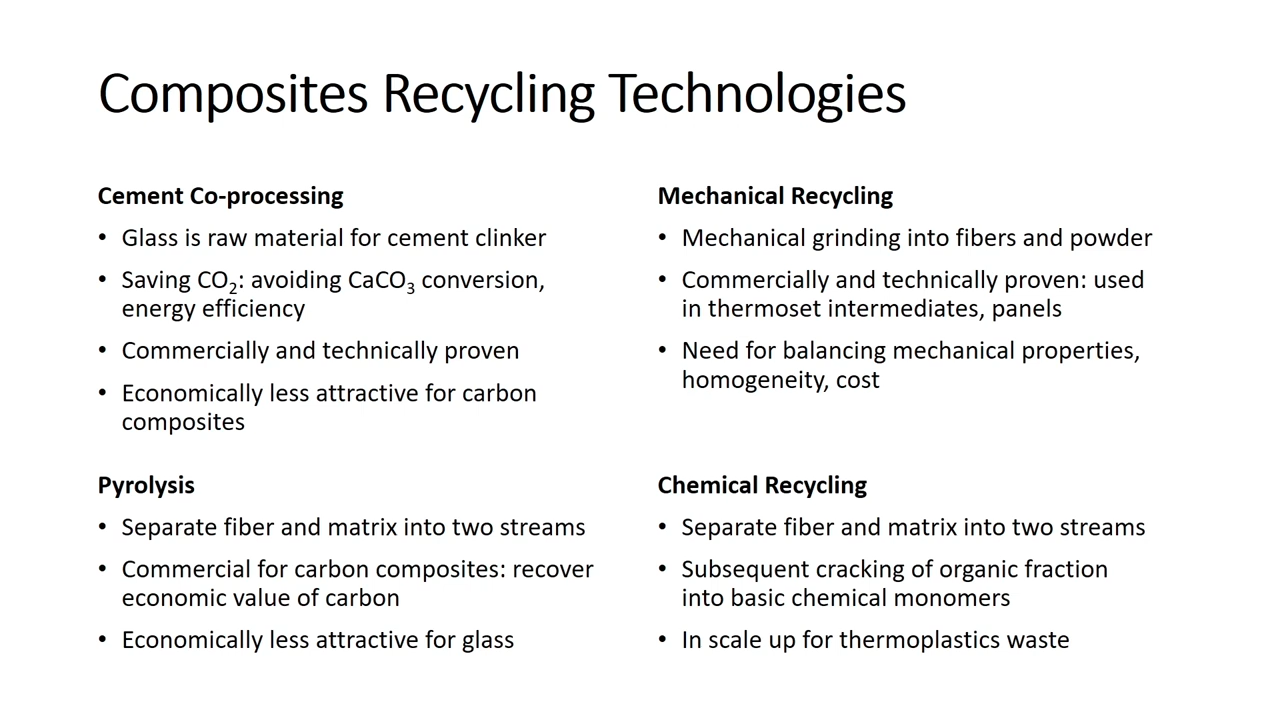 Composites Recycling Technologies
Cement Co-processing
• Glass is raw material for cement clinker
• Saving CO₂: avoiding CaCO₃ conversion,
energy efficiency
• Commercially and technically proven
• Economically less attractive for carbon
composites
Mechanical Recycling
• Mechanical grinding into fibers and powder
• Commercially and technically proven: used
in thermoset intermediates, panels
• Need for balancing mechanical properties,
homogeneity, cost
Pyrolysis
• Separate fiber and matrix into two streams
• Commercial for carbon composites: recover
economic value of carbon
• Economically less attractive for glass
Chemical Recycling
• Separate fiber and matrix into two streams
• Subsequent cracking of organic fraction
into basic chemical monomers
• In scale up for thermoplastics waste